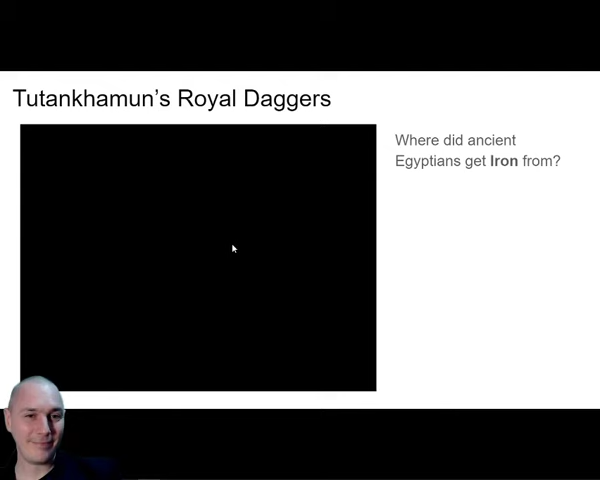 Tutankhamun’s Royal Daggers
Where did ancient
Egyptians get Iron from?